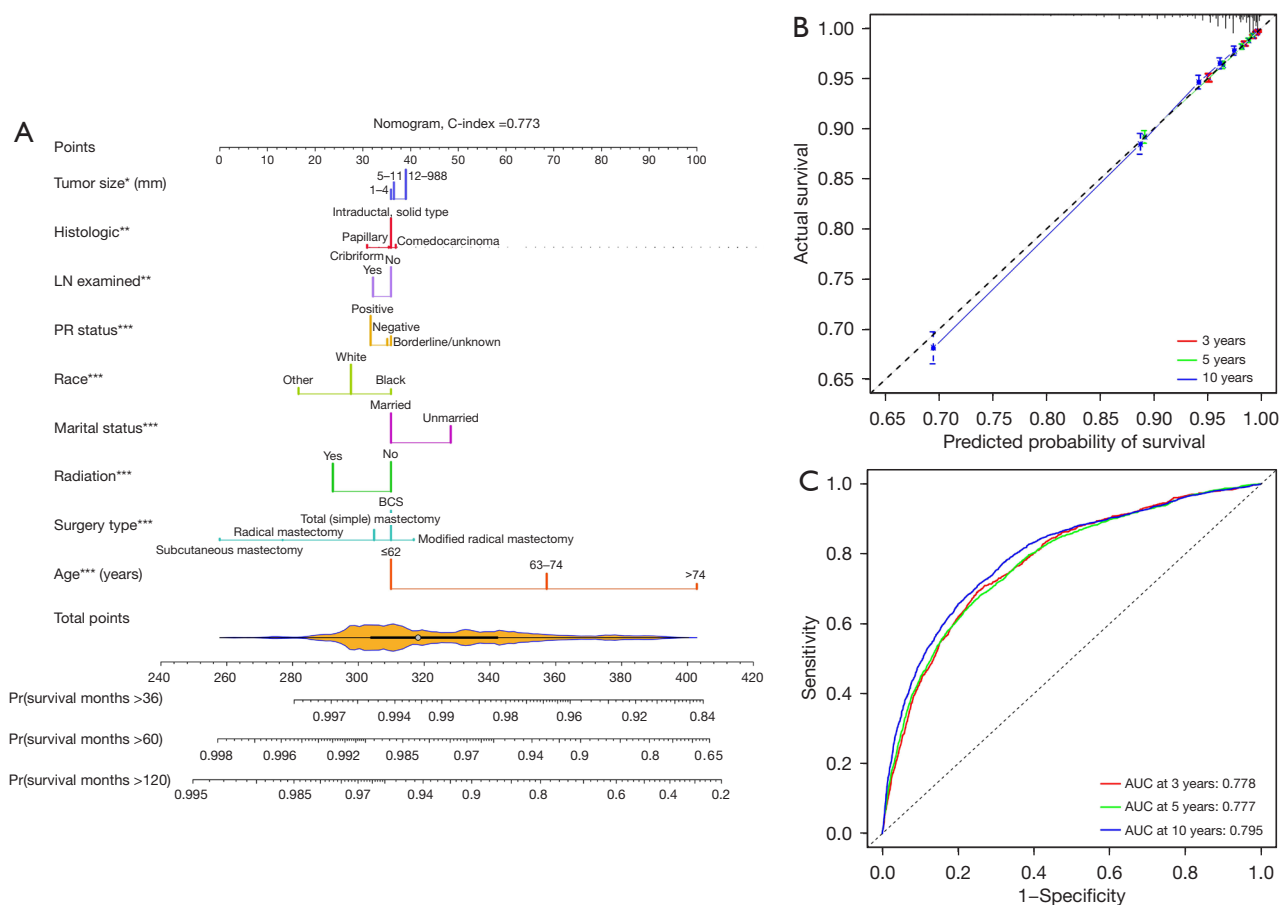 A
Nomogram, C-index =0.773
Points
0 10 20 30 40 50 60 70 80 90 100
Tumor size* (mm)
1–4
5–11
12–988
Histologic**
Intraductal, solid type
Papillary
Comedocarcinoma
Cribriform
LN examined**
Yes
No
PR status***
Positive
Negative
Borderline/unknown
Race***
Other
White
Black
Marital status***
Married
Unmarried
Radiation***
Yes
No
Surgery type***
BCS
Total (simple) mastectomy
Radical mastectomy
Modified radical mastectomy
Subcutaneous mastectomy
Age*** (years)
≤62
63–74
>74
Total points
240 260 280 300 320 340 360 380 400 420
Pr(survival months >36)
0.997 0.994 0.99 0.98 0.96 0.92 0.84
Pr(survival months >60)
0.998 0.996 0.992 0.985 0.97 0.94 0.9 0.8 0.65
Pr(survival months >120)
0.995 0.985 0.97 0.94 0.9 0.8 0.6 0.4 0.2
B
Actual survival
1.00
0.95
0.90
0.85
0.80
0.75
0.70
0.65
3 years
5 years
10 years
0.65 0.70 0.75 0.80 0.85 0.90 0.95 1.00
Predicted probability of survival
C
Sensitivity
1.0
0.8
0.6
0.4
0.2
0.0
AUC at 3 years: 0.778
AUC at 5 years: 0.777
AUC at 10 years: 0.795
0.0 0.2 0.4 0.6 0.8 1.0
1−Specificity